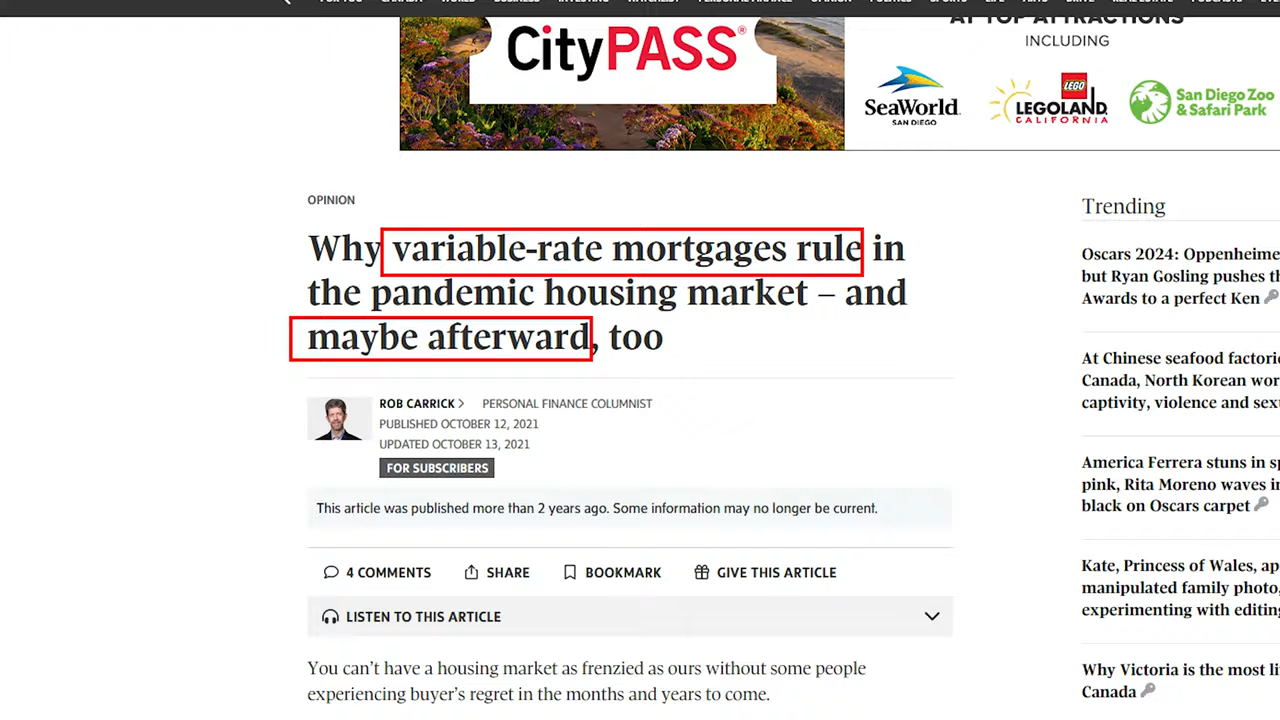 CityPASS®
AT TOP ATTRACTIONS
INCLUDING
SeaWorld
SAN DIEGO
LEGO
LEGOLAND
CALIFORNIA
San Diego Zoo
& Safari Park
OPINION
Why variable-rate mortgages rule in
the pandemic housing market – and
maybe afterward, too
ROB CARRICK > PERSONAL FINANCE COLUMNIST
PUBLISHED OCTOBER 12, 2021
UPDATED OCTOBER 13, 2021
FOR SUBSCRIBERS
This article was published more than 2 years ago. Some information may no longer be current.
4 COMMENTS SHARE BOOKMARK GIVE THIS ARTICLE
LISTEN TO THIS ARTICLE
You can’t have a housing market as frenzied as ours without some people
experiencing buyer’s regret in the months and years to come.
Trending
Oscars 2024: Oppenheime
but Ryan Gosling pushes th
Awards to a perfect Ken
At Chinese seafood factorie
Canada, North Korean wor
captivity, violence and sex
America Ferrera stuns in sp
pink, Rita Moreno waves in
black on Oscars carpet
Kate, Princess of Wales, ap
manipulated family photo,
experimenting with editing
Why Victoria is the most li
Canada